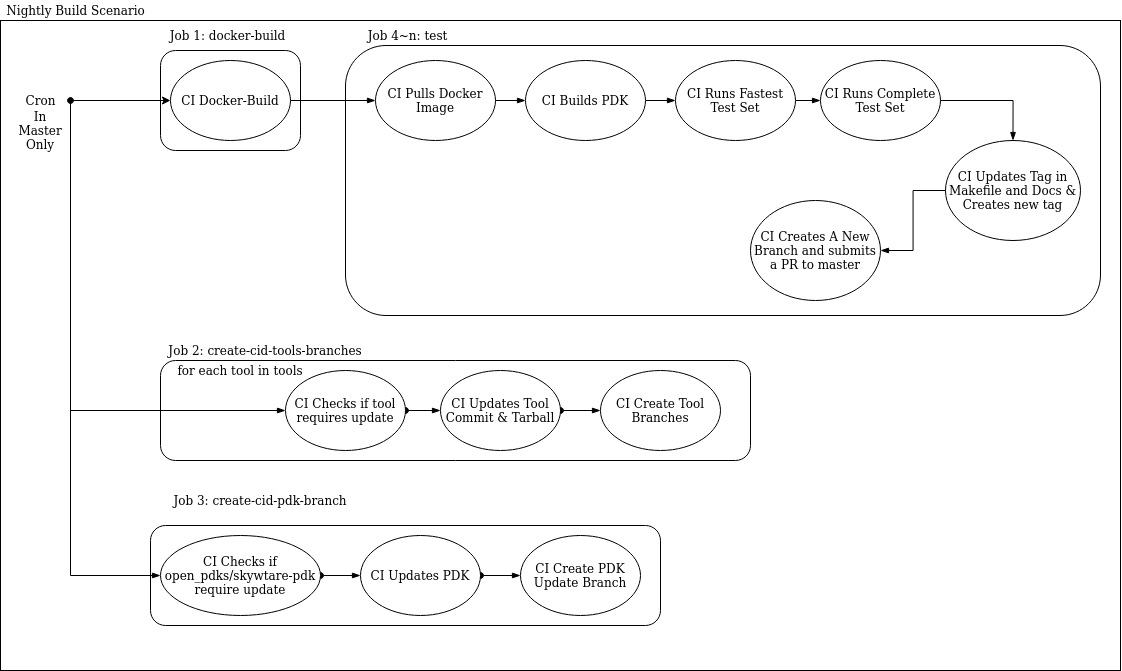 Nightly Build Scenario
Job 1: docker-build
Job 4~n: test
Cron
In
Master
Only
CI Docker-Build
CI Pulls Docker
Image
CI Builds PDK
CI Runs Fastest
Test Set
CI Runs Complete
Test Set
CI Updates Tag in
Makefile and Docs &
Creates new tag
CI Creates A New
Branch and submits
a PR to master
Job 2: create-cid-tools-branches
for each tool in tools
CI Checks if tool
requires update
CI Updates Tool
Commit & Tarball
CI Create Tool
Branches
Job 3: create-cid-pdk-branch
CI Checks if
open_pdks/skywtare-pdk
require update
CI Updates PDK
CI Create PDK
Update Branch